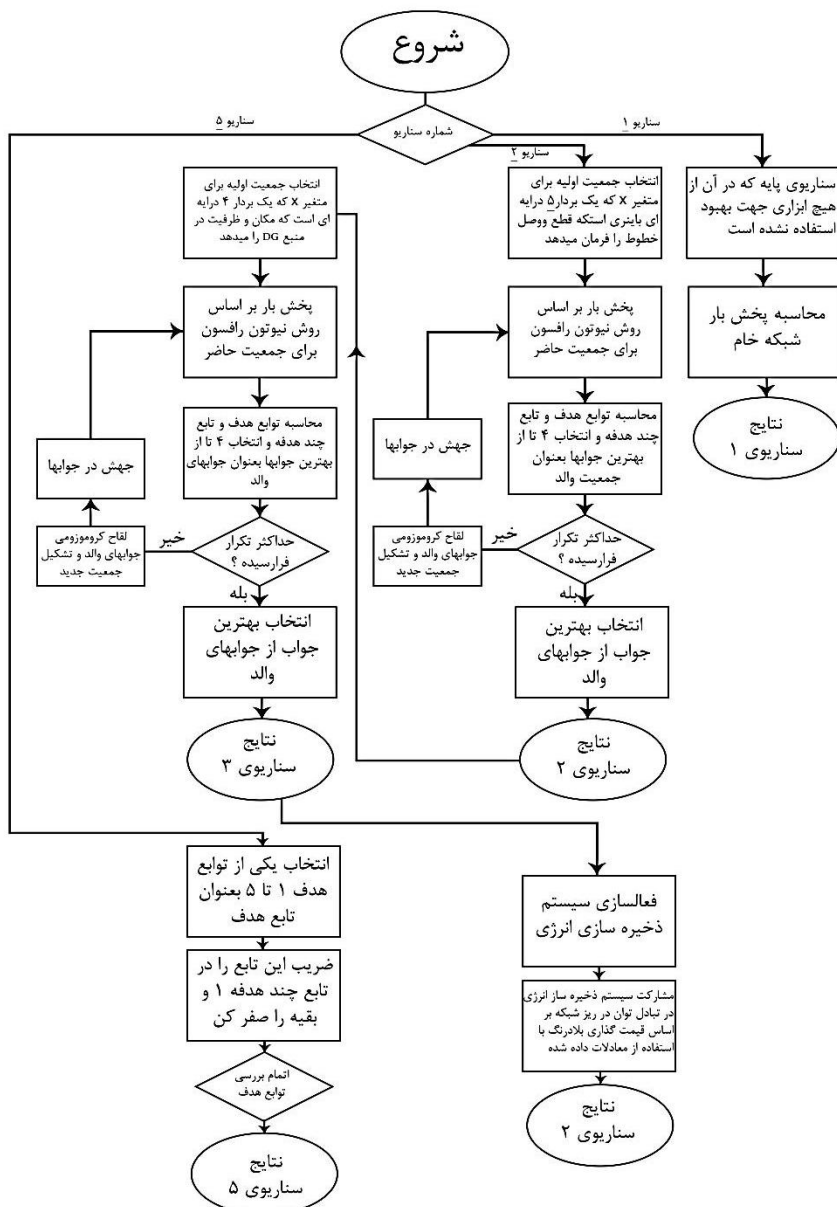 شروع
شماره سناریو
سناریو ۱
سناریو ۲
سناریو ۵
سناریوی پایه که در آن از
هیچ ابزاری جهت بهبود
استفاده نشده است
محاسبه پخش بار
شبکه خام
نتایج
سناریوی ۱
انتخاب جمعیت اولیه برای
متغیر X که یک بردار۵ درایه
ای باینری استکه قطع ووصل
خطوط را فرمان میدهد
پخش بار بر اساس
روش نیوتون رافسون
برای جمعیت حاضر
محاسبه توابع هدف و تابع
چند هدفه و انتخاب ۴ تا از
بهترین جوابها بعنوان
جمعیت والد
حداکثر تکرار
فرارسیده ؟
خیر
لقاح کروموزومی
جوابهای والد و تشکیل
جمعیت جدید
جهش در جوابها
بله
انتخاب بهترین
جواب از جوابهای
والد
نتایج
سناریوی ۲
انتخاب جمعیت اولیه برای
متغیر X که یک بردار ۴ درایه
ای است که مکان و ظرفیت در
منبع DG را میدهد
پخش بار بر اساس
روش نیوتون رافسون
برای جمعیت حاضر
محاسبه توابع هدف و تابع
چند هدفه و انتخاب ۴ تا از
بهترین جوابها بعنوان جوابهای
والد
حداکثر تکرار
فرارسیده ؟
خیر
لقاح کروموزومی
جوابهای والد و تشکیل
جمعیت جدید
جهش در جوابها
بله
انتخاب بهترین
جواب از جوابهای
والد
نتایج
سناریوی ۳
فعالسازی سیستم
ذخیره سازی انرژی
مشارکت سیستم ذخیره ساز انرژی
در تبادل توان در ریز شبکه بر
اساس قیمت گذاری بلادرنگ با
استفاده از معادلات داده شده
نتایج
سناریوی ۲
انتخاب یکی از توابع
هدف ۱ تا ۵ بعنوان
تابع هدف
ضریب این تابع را در
تابع چند هدفه ۱ و
بقیه را صفر کن
اتمام بررسی
توابع هدف
نتایج
سناریوی ۵